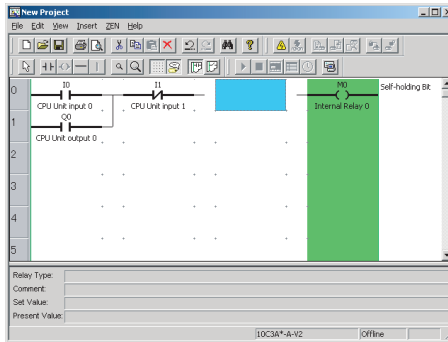 New Project
File Edit View Insert ZEN Help
0
I0
I1
M0
CPU Unit input 0
CPU Unit input 1
Internal Relay 0
Self-holding Bit
1
Q0
CPU Unit output 0
2
3
4
5
Relay Type:
Comment:
Set Value:
Present Value:
10C3A*-A-V2
Offline